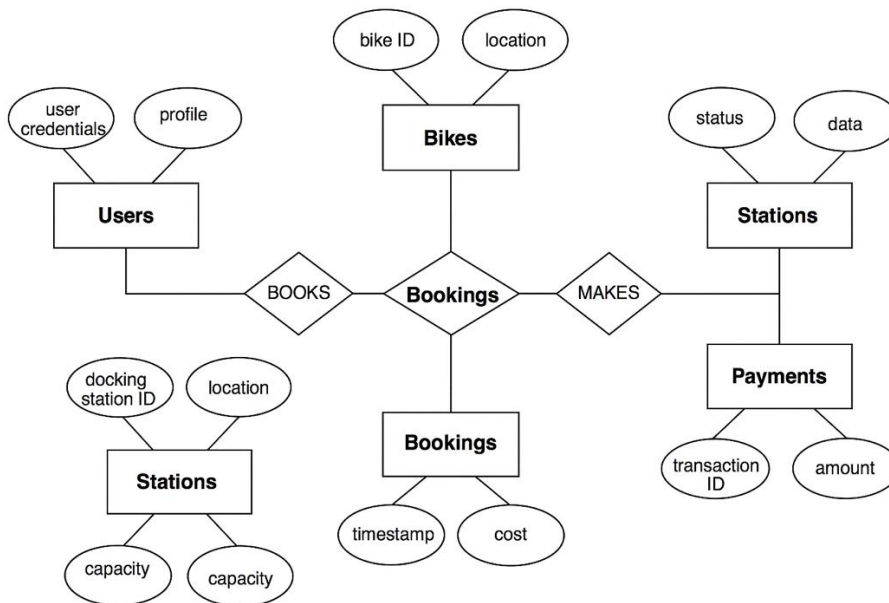 bike ID
location
user
credentials
profile
Bikes
status
data
Users
Stations
BOOKS
Bookings
MAKES
docking
station ID
location
Payments
Bookings
Stations
transaction
ID
amount
timestamp
cost
capacity
capacity